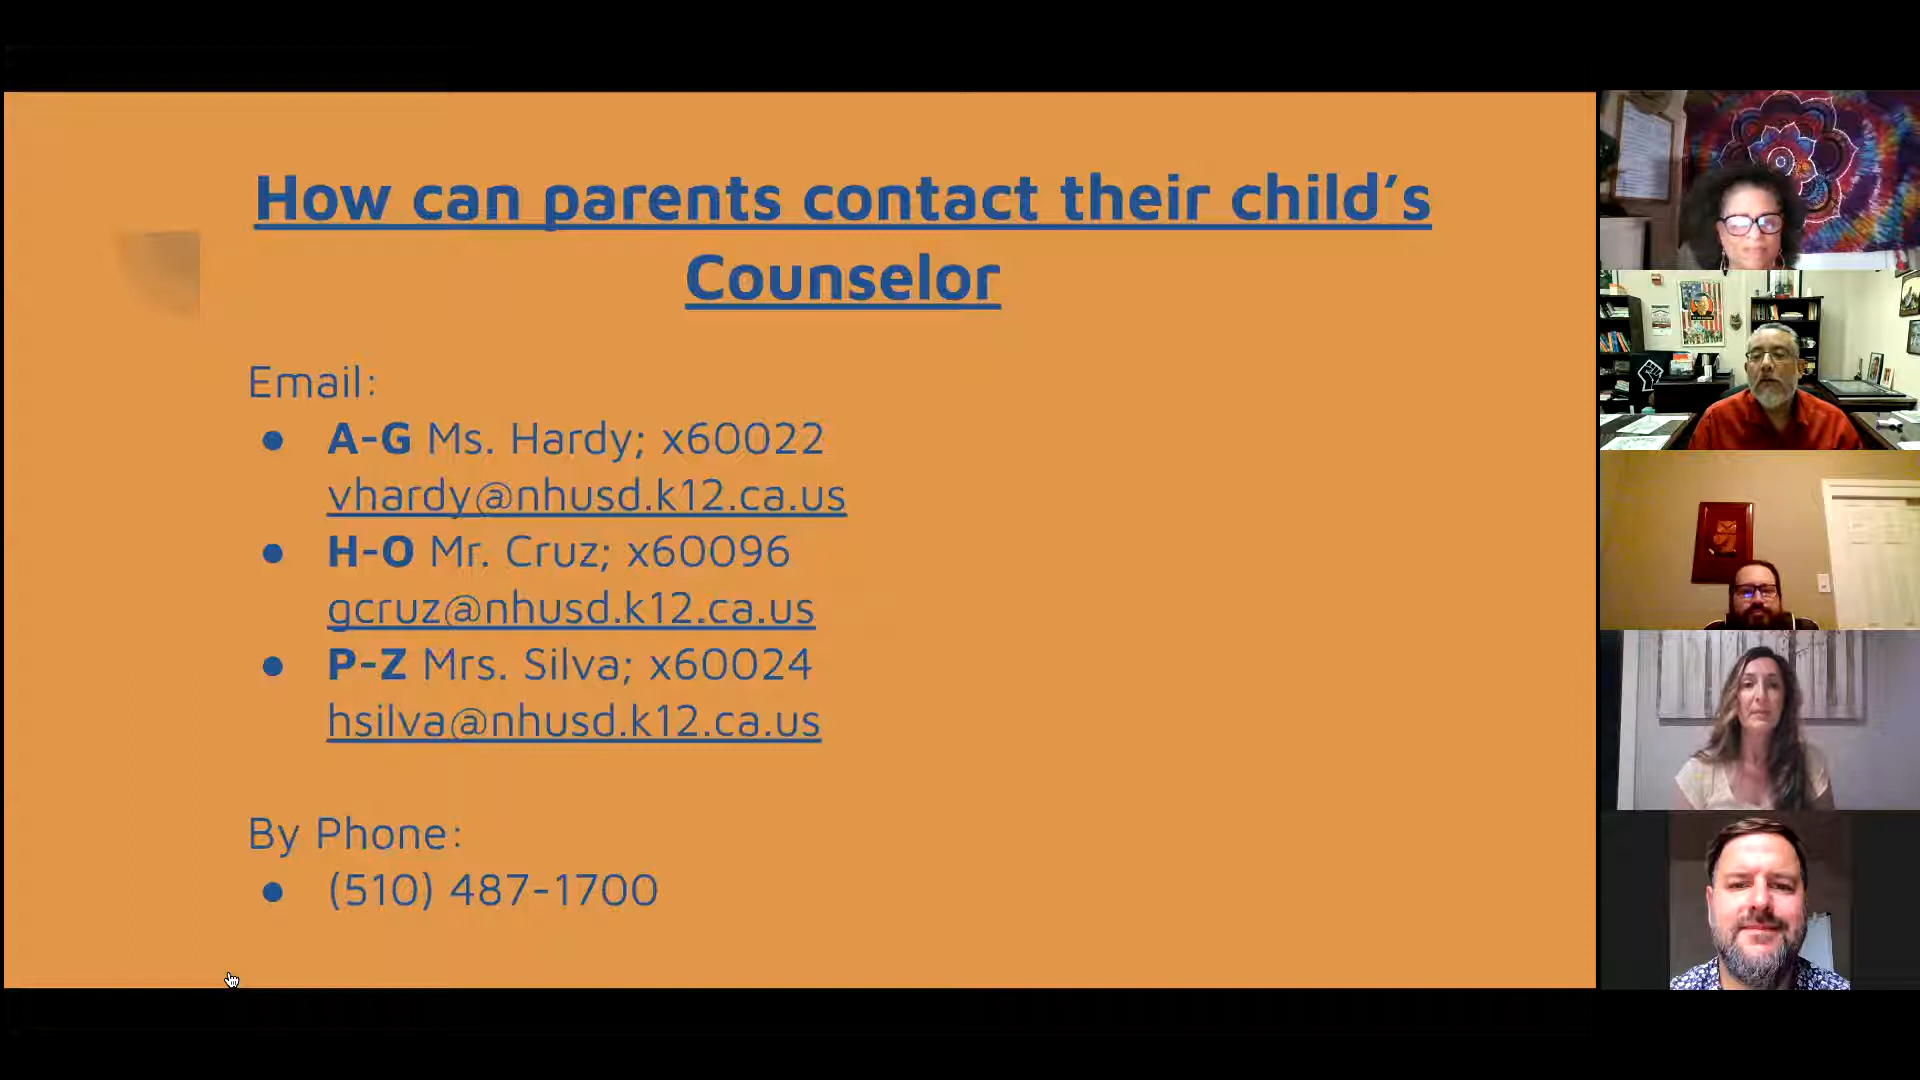 How can parents contact their child's
Counselor
Email:
● A-G Ms. Hardy; x60022
vhardy@nhusd.k12.ca.us
● H-O Mr. Cruz; x60096
gcruz@nhusd.k12.ca.us
● P-Z Mrs. Silva; x60024
hsilva@nhusd.k12.ca.us
By Phone:
● (510) 487-1700